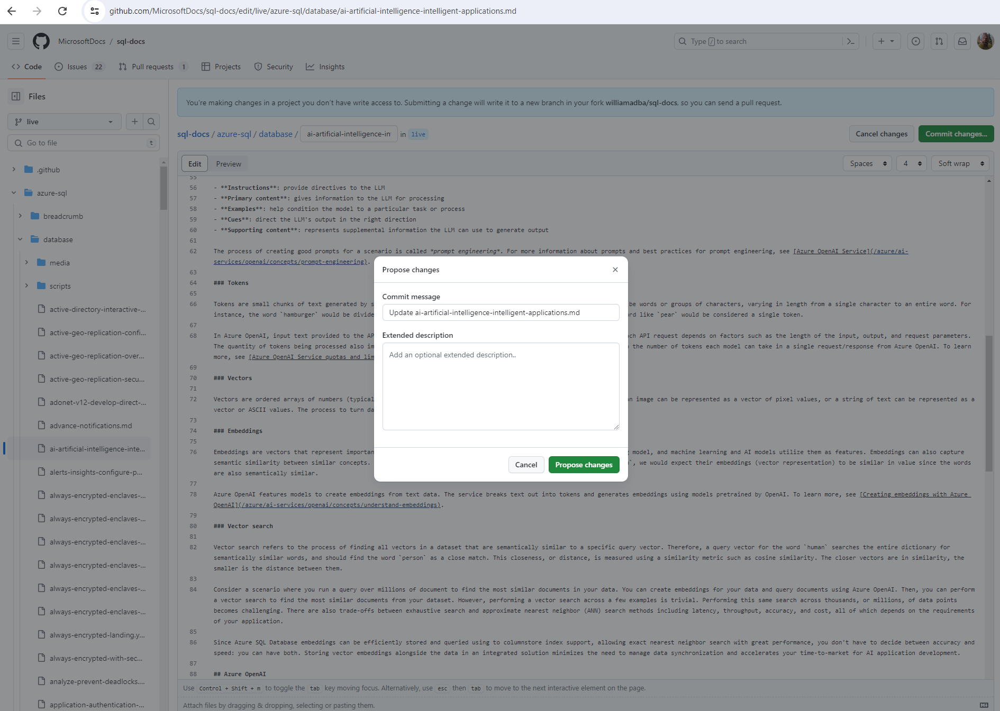 github.com/MicrosoftDocs/sql-docs/edit/live/azure-sql/database/ai-artificial-intelligence-intelligent-applications.md
MicrosoftDocs / sql-docs
Type / to search
Code
Issues 22
Pull requests 1
Projects
Security
Insights
Files
live
Go to file
t
.github
azure-sql
breadcrumb
database
media
scripts
active-directory-interactive-...
active-geo-replication-confi...
active-geo-replication-over...
active-geo-replication-secu...
adonet-v12-develop-direct-...
advance-notifications.md
ai-artificial-intelligence-inte...
alerts-insights-configure-p...
always-encrypted-enclaves-...
always-encrypted-enclaves-...
always-encrypted-enclaves-...
always-encrypted-enclaves-...
always-encrypted-enclaves-...
always-encrypted-enclaves-...
always-encrypted-landing.y...
always-encrypted-with-sec...
analyze-prevent-deadlocks....
application-authentication-...
You're making changes in a project you don't have write access to. Submitting a change will write it to a new branch in your fork williamadba/sql-docs, so you can send a pull request.
sql-docs / azure-sql / database / ai-artificial-intelligence-in in live
Cancel changes
Commit changes...
Edit
Preview
Spaces
4
Soft wrap
55
56 - **Instructions**: provide directives to the LLM
57 - **Primary content**: gives information to the LLM for processing
58 - **Examples**: help condition the model to a particular task or process
59 - **Cues**: direct the LLM's output in the right direction
60 - **Supporting content**: represents supplemental information the LLM can use to generate output
61
62 The process of creating good prompts for a scenario is called *prompt engineering*. For more information about prompts and best practices for prompt engineering, see [Azure OpenAI Service](/azure/ai-
services/openai/concepts/prompt-engineering).
63
64 ### Tokens
65
66 Tokens are small chunks of text generated by s be words or groups of characters, varying in length from a single character to an entire word. For
instance, the word `hamburger` would be divide rd like `pear` would be considered a single token.
67
68 In Azure OpenAI, input text provided to the AP ch API request depends on factors such as the length of the input, output, and request parameters.
The quantity of tokens being processed also im the number of tokens each model can take in a single request/response from Azure OpenAI. To learn
more, see [Azure OpenAI Service quotas and lim
69
70 ### Vectors
71
72 Vectors are ordered arrays of numbers (typical n image can be represented as a vector of pixel values, or a string of text can be represented as a
vector or ASCII values. The process to turn da
73
74 ### Embeddings
75
76 Embeddings are vectors that represent importan g model, and machine learning and AI models utilize them as features. Embeddings can also capture
semantic similarity between similar concepts. `, we would expect their embeddings (vector representation) to be similar in value since the words
are also semantically similar.
77
78 Azure OpenAI features models to create embeddings from text data. The service breaks text out into tokens and generates embeddings using models pretrained by OpenAI. To learn more, see [Creating embeddings with Azure
OpenAI](/azure/ai-services/openai/concepts/understand-embeddings).
79
80 ### Vector search
81
82 Vector search refers to the process of finding all vectors in a dataset that are semantically similar to a specific query vector. Therefore, a query vector for the word `human` searches the entire dictionary for
semantically similar words, and should find the word `person` as a close match. This closeness, or distance, is measured using a similarity metric such as cosine similarity. The closer vectors are in similarity, the
smaller is the distance between them.
83
84 Consider a scenario where you run a query over millions of document to find the most similar documents in your data. You can create embeddings for your data and query documents using Azure OpenAI. Then, you can perform
a vector search to find the most similar documents from your dataset. However, performing a vector search across a few examples is trivial. Performing this same search across thousands, or millions, of data points
becomes challenging. There are also trade-offs between exhaustive search and approximate nearest neighbor (ANN) search methods including latency, throughput, accuracy, and cost, all of which depends on the requirements
of your application.
85
86 Since Azure SQL Database embeddings can be efficiently stored and queried using to columnstore index support, allowing exact nearest neighbor search with great performance, you don't have to decide between accuracy and
speed: you can have both. Storing vector embeddings alongside the data in an integrated solution minimizes the need to manage data synchronization and accelerates your time-to-market for AI application development.
87
88 ## Azure OpenAI
Use Control + Shift + m to toggle the tab key moving focus. Alternatively, use esc then tab to move to the next interactive element on the page.
Attach files by dragging & dropping, selecting or pasting them.
Propose changes
Commit message
Update ai-artificial-intelligence-intelligent-applications.md
Extended description
Add an optional extended description..
Cancel
Propose changes